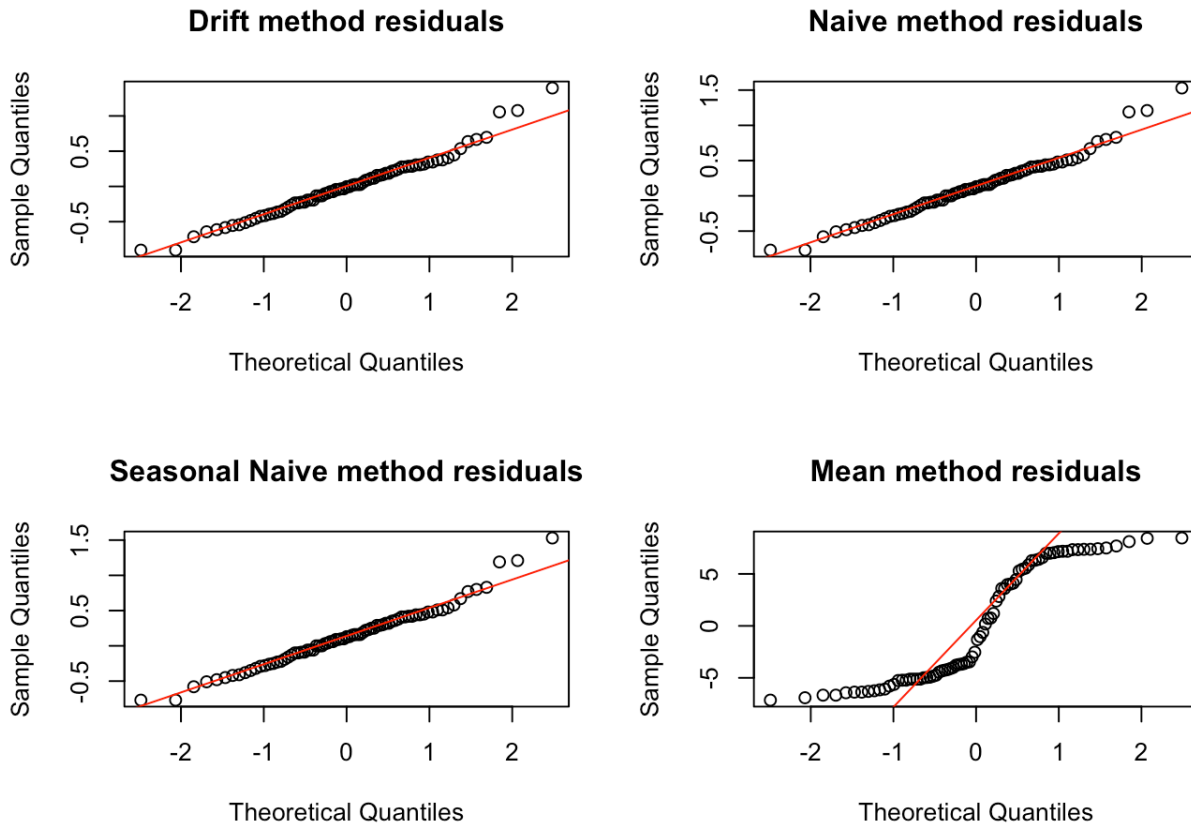 Drift method residuals
Sample Quantiles
0.5
-0.5
-2 -1 0 1 2
Theoretical Quantiles
Naive method residuals
Sample Quantiles
1.5
0.5
-0.5
-2 -1 0 1 2
Theoretical Quantiles
Seasonal Naive method residuals
Sample Quantiles
1.5
0.5
-0.5
-2 -1 0 1 2
Theoretical Quantiles
Mean method residuals
Sample Quantiles
5
0
-5
-2 -1 0 1 2
Theoretical Quantiles